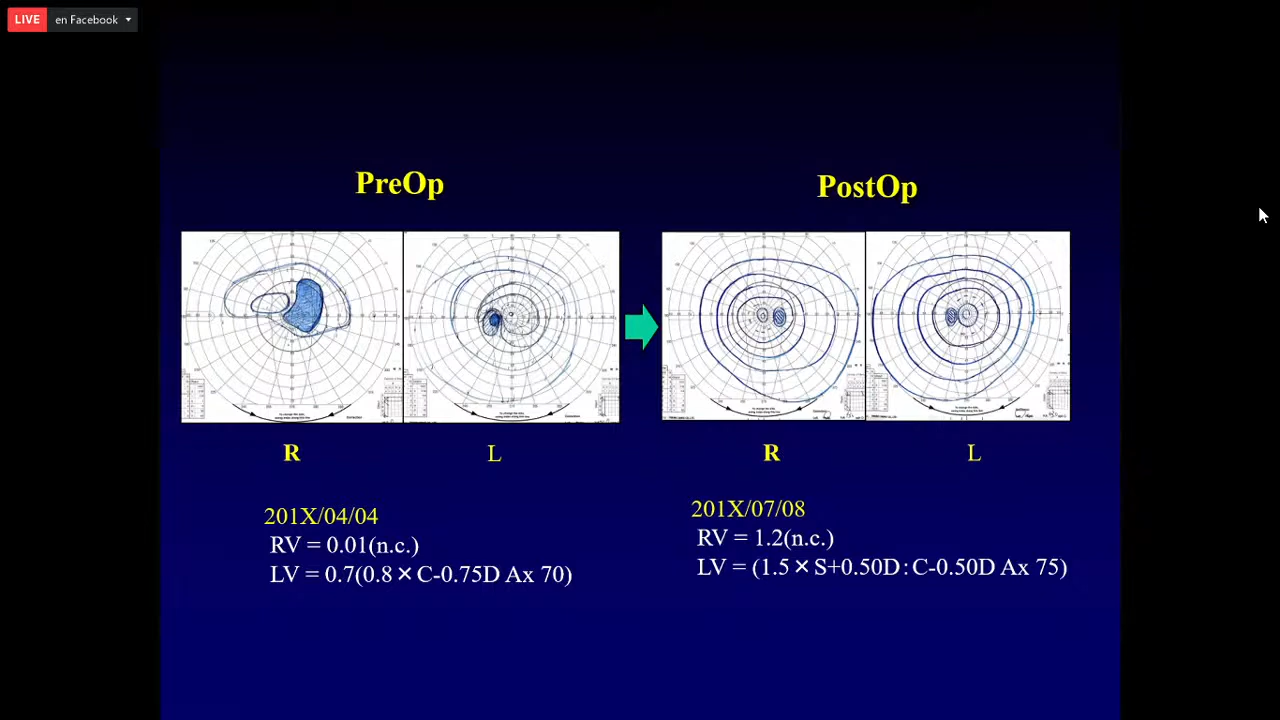 LIVE en Facebook
PreOp
PostOp
R
L
R
L
201X/04/04
RV = 0.01(n.c.)
LV = 0.7(0.8×C-0.75D Ax 70)
201X/07/08
RV = 1.2(n.c.)
LV = (1.5×S+0.50D:C-0.50D Ax 75)